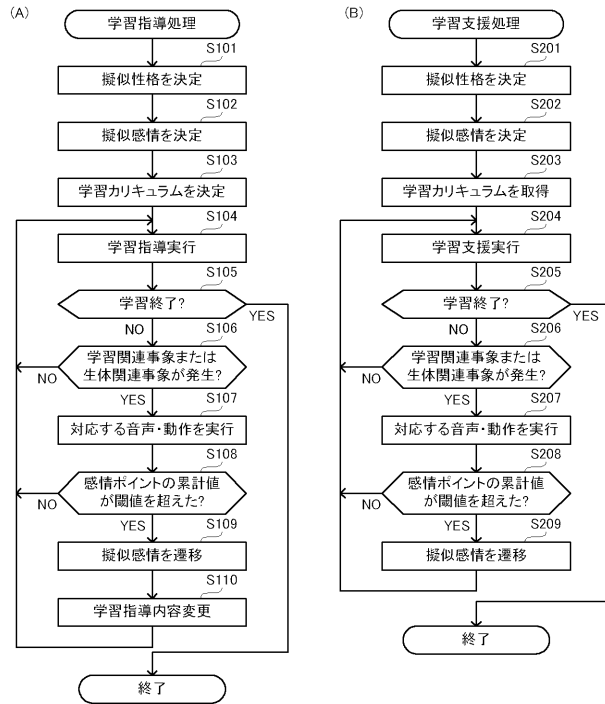 (A)
学習指導処理
S101
擬似性格を決定
S102
擬似感情を決定
S103
学習カリキュラムを決定
S104
学習指導実行
S105
学習終了?
YES
NO
S106
学習関連事象または
生体関連事象が発生?
NO
YES
S107
対応する音声・動作を実行
S108
感情ポイントの累計値
が閾値を超えた?
NO
YES
S109
擬似感情を遷移
S110
学習指導内容変更
終了
(B)
学習支援処理
S201
擬似性格を決定
S202
擬似感情を決定
S203
学習カリキュラムを取得
S204
学習支援実行
S205
学習終了?
YES
NO
S206
学習関連事象または
生体関連事象が発生?
NO
YES
S207
対応する音声・動作を実行
S208
感情ポイントの累計値
が閾値を超えた?
NO
YES
S209
擬似感情を遷移
終了